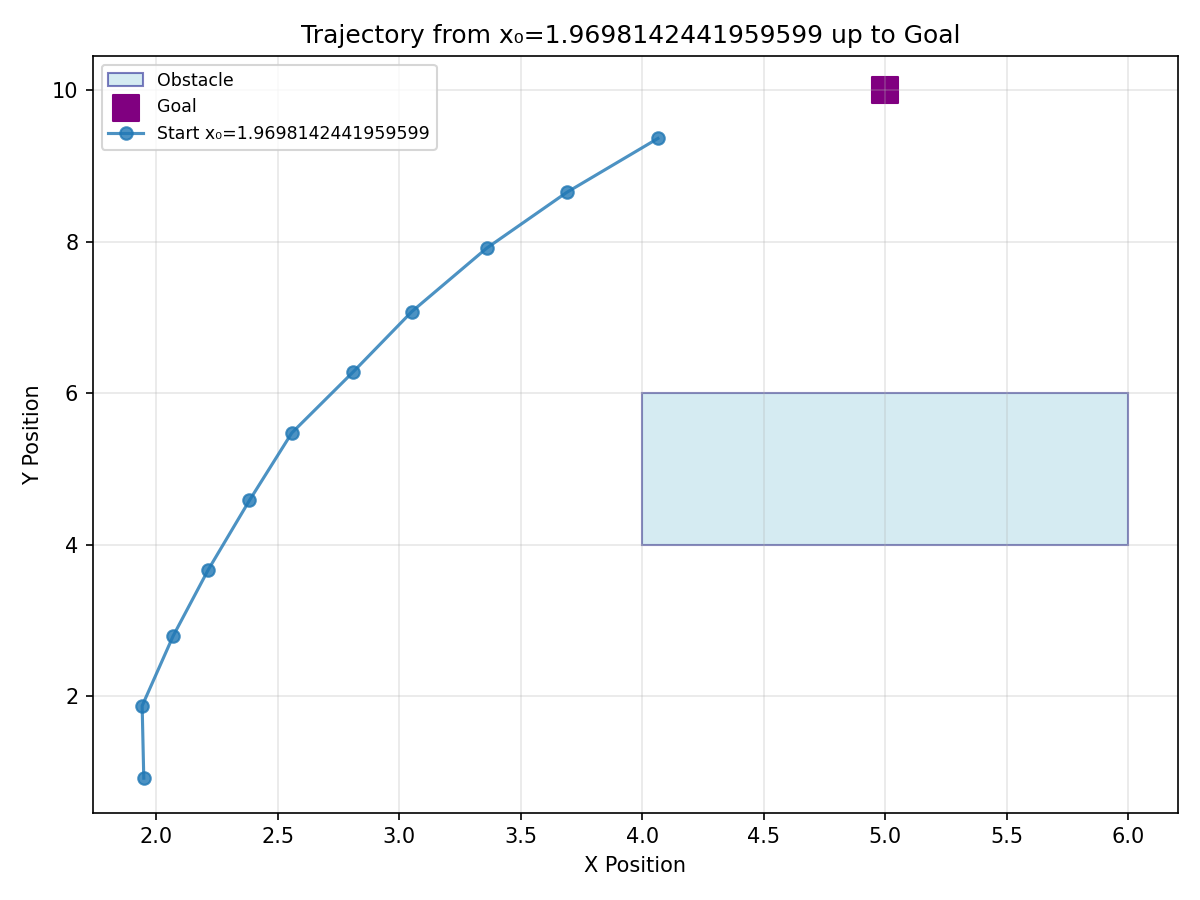 Trajectory from x₀=1.9698142441959599 up to Goal
Obstacle
Goal
Start x₀=1.9698142441959599
Y Position
10
8
6
4
2
2.0 2.5 3.0 3.5 4.0 4.5 5.0 5.5 6.0
X Position